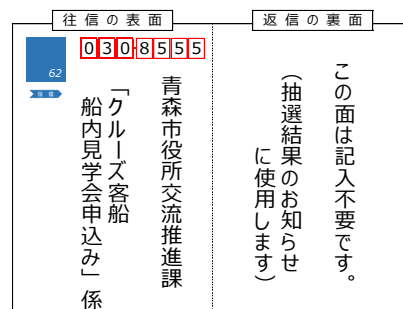 往信の表面
62
往信
030-8555
青森市役所交流推進課
「クルーズ客船
船内見学会申込み」係
返信の裏面
この面は記入不要です。
（抽選結果のお知らせ
に使用します）